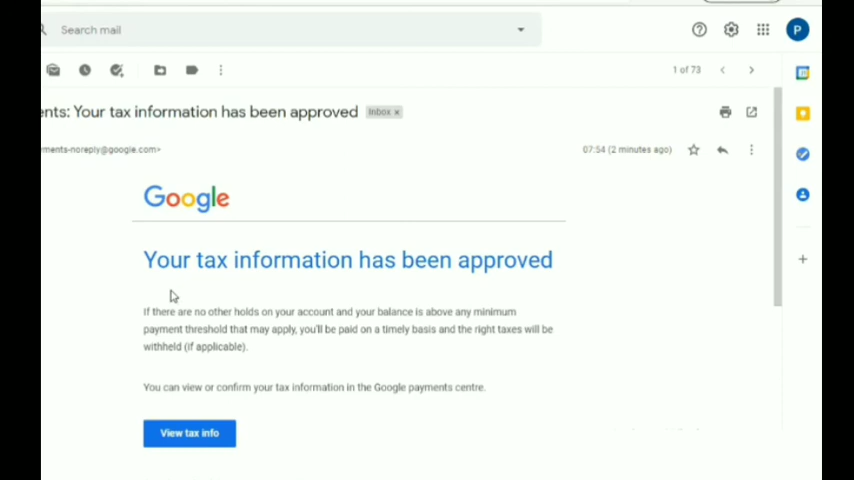 Search mail
P
1 of 73
ents: Your tax information has been approved
Inbox x
ments-noreply@google.com>
07:54 (2 minutes ago)
Google
Your tax information has been approved
If there are no other holds on your account and your balance is above any minimum
payment threshold that may apply, you'll be paid on a timely basis and the right taxes will be
withheld (if applicable).
You can view or confirm your tax information in the Google payments centre.
View tax info